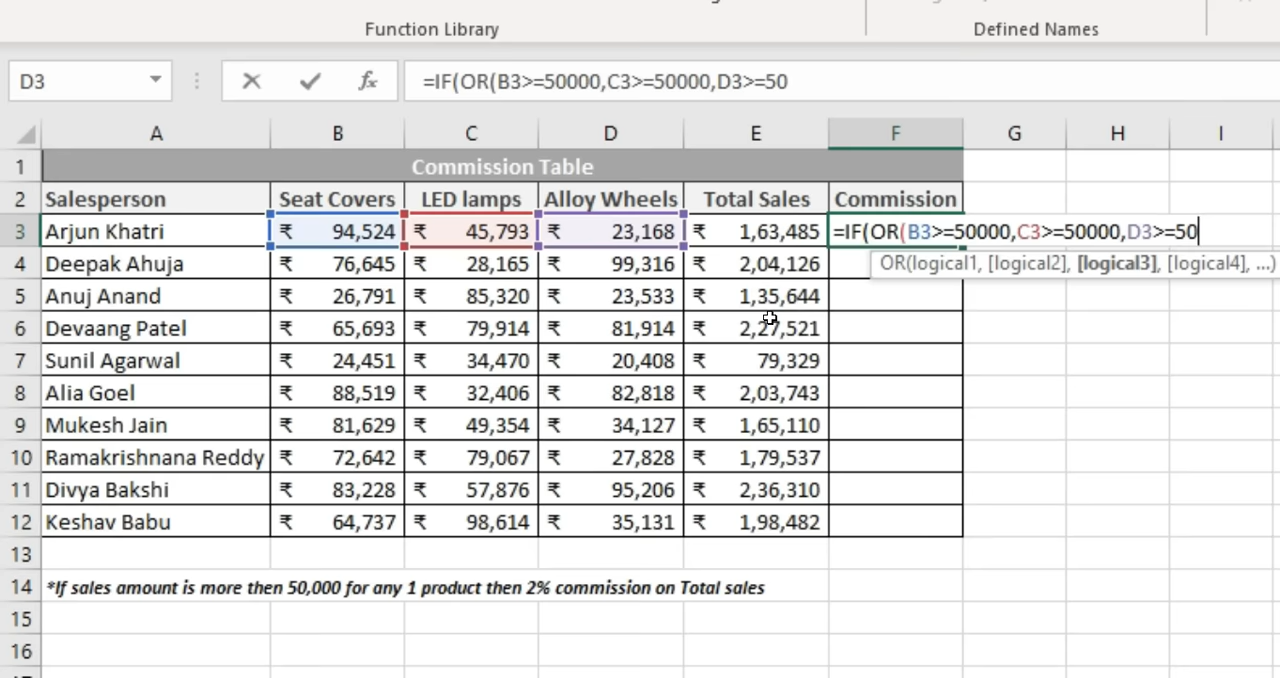 Function Library Defined Names
D3 fx =IF(OR(B3>=50000,C3>=50000,D3>=50
A B C D E F G H I
1 Commission Table
2 Salesperson Seat Covers LED lamps Alloy Wheels Total Sales Commission
3 Arjun Khatri ₹ 94,524 ₹ 45,793 ₹ 23,168 ₹ 1,63,485 =IF(OR(B3>=50000,C3>=50000,D3>=50
4 Deepak Ahuja ₹ 76,645 ₹ 28,165 ₹ 99,316 ₹ 2,04,126 OR(logical1, [logical2], [logical3], [logical4], ...)
5 Anuj Anand ₹ 26,791 ₹ 85,320 ₹ 23,533 ₹ 1,35,644
6 Devaang Patel ₹ 65,693 ₹ 79,914 ₹ 81,914 ₹ 2,27,521
7 Sunil Agarwal ₹ 24,451 ₹ 34,470 ₹ 20,408 ₹ 79,329
8 Alia Goel ₹ 88,519 ₹ 32,406 ₹ 82,818 ₹ 2,03,743
9 Mukesh Jain ₹ 81,629 ₹ 49,354 ₹ 34,127 ₹ 1,65,110
10 Ramakrishnana Reddy ₹ 72,642 ₹ 79,067 ₹ 27,828 ₹ 1,79,537
11 Divya Bakshi ₹ 83,228 ₹ 57,876 ₹ 95,206 ₹ 2,36,310
12 Keshav Babu ₹ 64,737 ₹ 98,614 ₹ 35,131 ₹ 1,98,482
13
14 *If sales amount is more then 50,000 for any 1 product then 2% commission on Total sales
15
16